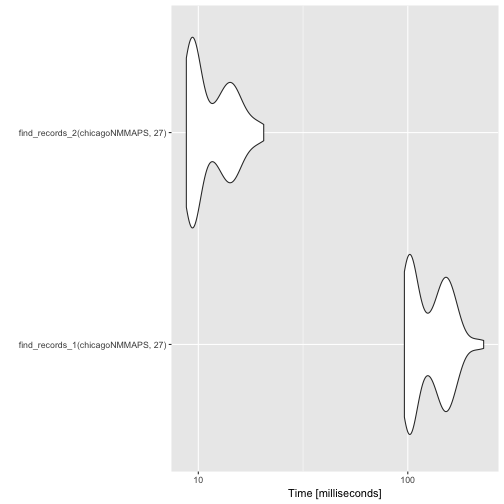 find_records_2(chicagoNMMAPS, 27)
find_records_1(chicagoNMMAPS, 27)
10
100
Time [milliseconds]